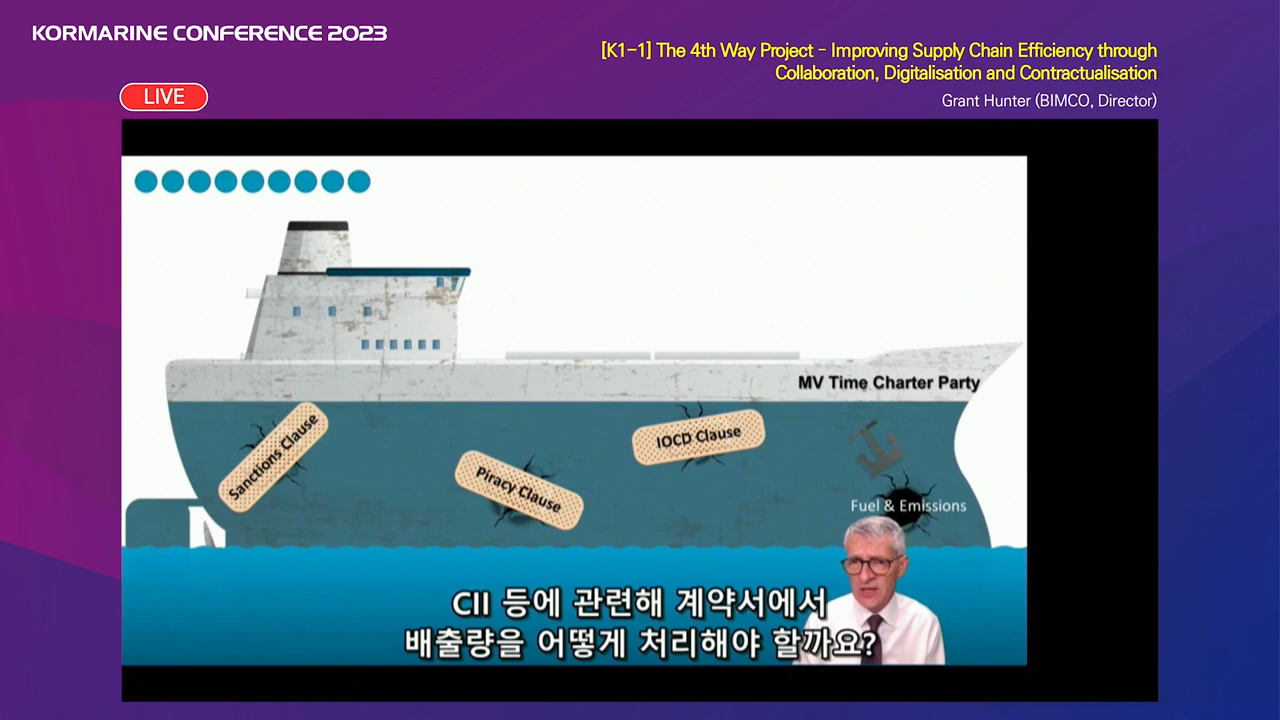 KORMARINE CONFERENCE 2023
[K1-1] The 4th Way Project - Improving Supply Chain Efficiency through
Collaboration, Digitalisation and Contractualisation
LIVE
Grant Hunter (BIMCO, Director)
MV Time Charter Party
Sanctions Clause
Piracy Clause
IOCD Clause
Fuel & Emissions
CII 등에 관련해 계약서에서
배출량을 어떻게 처리해야 할까요?